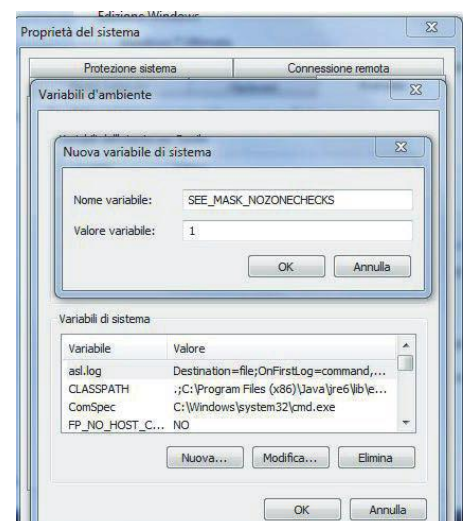 Edizione Windows
Proprietà del sistema
Protezione sistema Connessione remota
Variabili d'ambiente
Nuova variabile di sistema
Nome variabile: SEE_MASK_NOZONECHECKS
Valore variabile: 1
OK Annulla
Variabili di sistema
Variabile Valore
asl.log Destination=file;OnFirstLog=command,...
CLASSPATH .;C:\Program Files (x86)\Java\jre6\lib\e...
ComSpec C:\Windows\system32\cmd.exe
FP_NO_HOST_C... NO
Nuova... Modifica... Elimina
OK Annulla